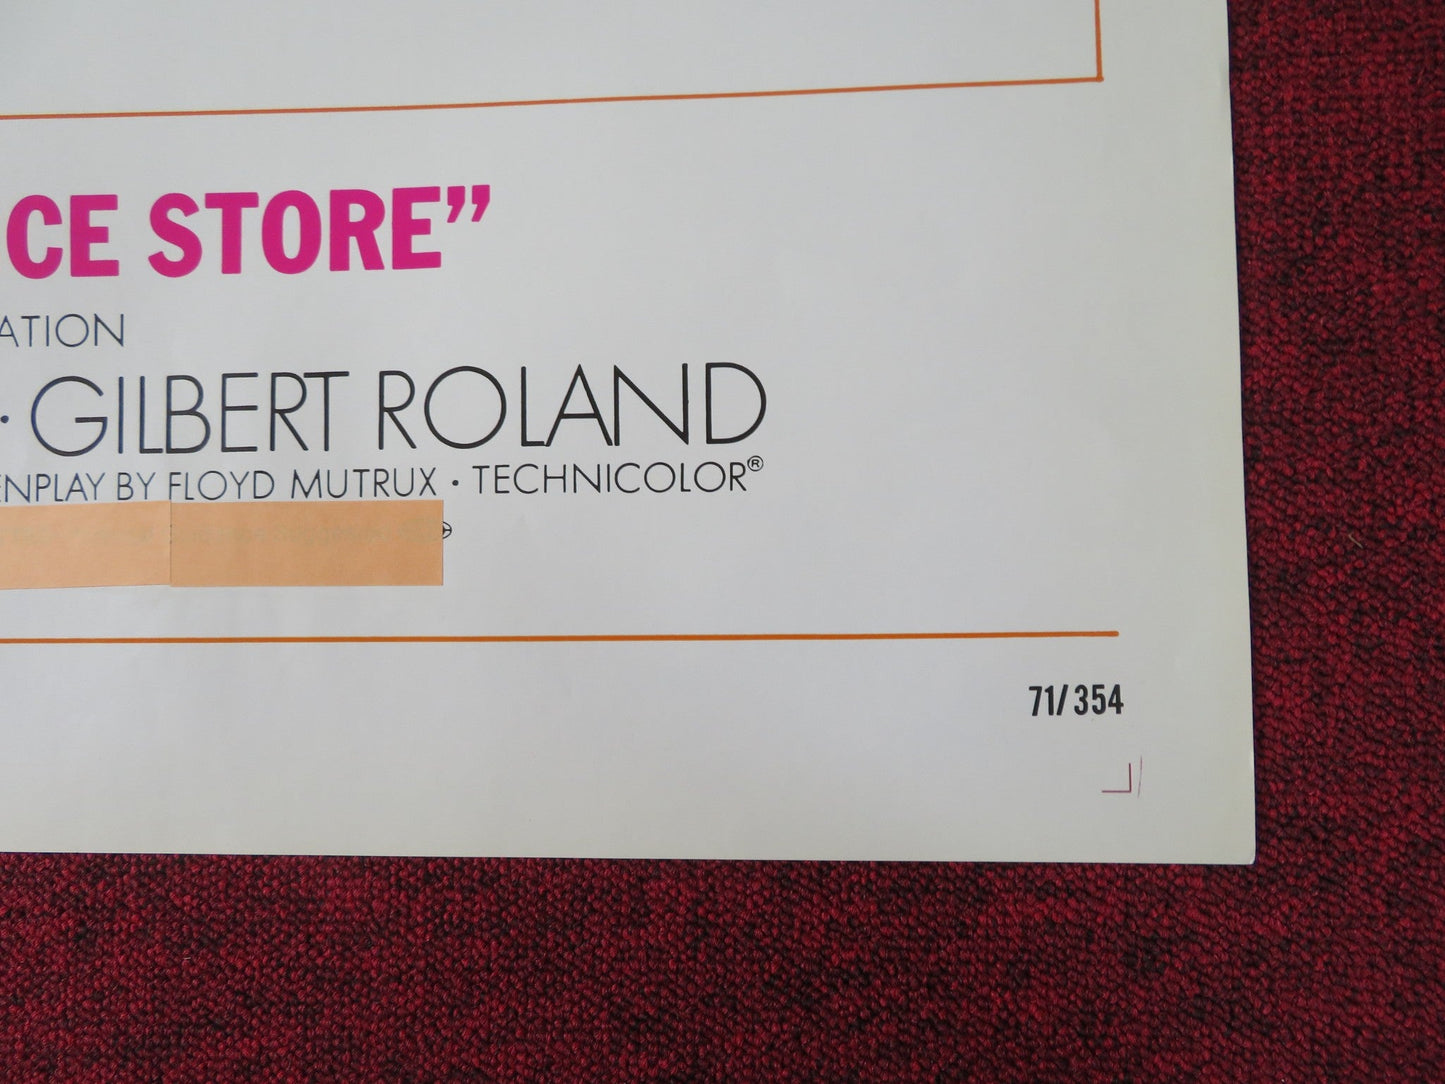 CE STORE”
ATION
· GILBERT ROLAND
ENPLAY BY FLOYD MUTRUX · TECHNICOLOR®
71/354